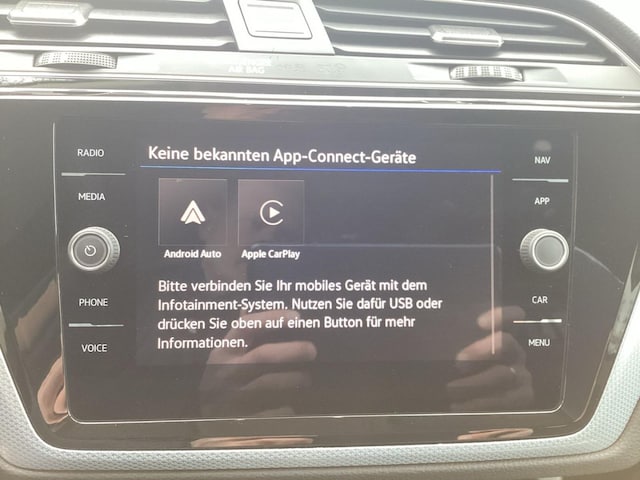 AIR BAG
RADIO
MEDIA
PHONE
VOICE
Keine bekannten App-Connect-Geräte
Android Auto
Apple CarPlay
Bitte verbinden Sie Ihr mobiles Gerät mit dem
Infotainment-System. Nutzen Sie dafür USB oder
drücken Sie oben auf einen Button für mehr
Informationen.
NAV
APP
CAR
MENU